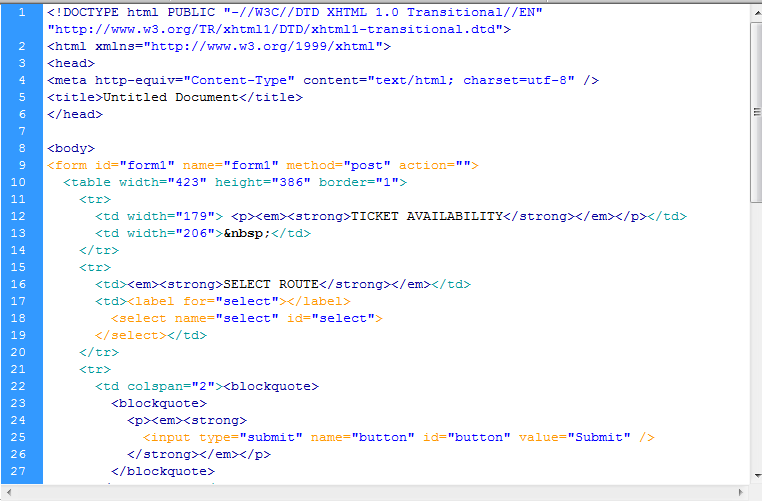 1 <!DOCTYPE html PUBLIC "-//W3C//DTD XHTML 1.0 Transitional//EN"
"http://www.w3.org/TR/xhtml1/DTD/xhtml1-transitional.dtd">
2 <html xmlns="http://www.w3.org/1999/xhtml">
3 <head>
4 <meta http-equiv="Content-Type" content="text/html; charset=utf-8" />
5 <title>Untitled Document</title>
6 </head>
7
8 <body>
9 <form id="form1" name="form1" method="post" action="">
10   <table width="423" height="386" border="1">
11     <tr>
12       <td width="179"> <p><em><strong>TICKET AVAILABILITY</strong></em></p></td>
13       <td width="206">&nbsp;</td>
14     </tr>
15     <tr>
16       <td><em><strong>SELECT ROUTE</strong></em></td>
17       <td><label for="select"></label>
18         <select name="select" id="select">
19       </select></td>
20     </tr>
21     <tr>
22       <td colspan="2"><blockquote>
23         <blockquote>
24           <p><em><strong>
25             <input type="submit" name="button" id="button" value="Submit" />
26           </strong></em></p>
27         </blockquote>